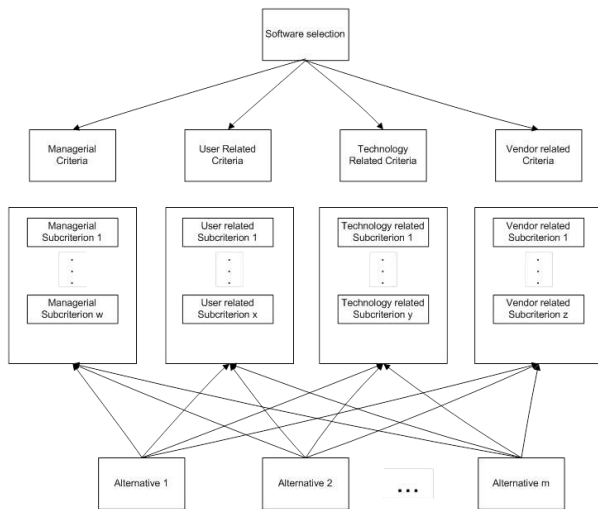 Software selection
Managerial
Criteria
User Related
Criteria
Technology
Related Criteria
Vendor related
Criteria
Managerial
Subcriterion 1
User related
Subcriterion 1
Technology related
Subcriterion 1
Vendor related
Subcriterion 1
Managerial
Subcriterion w
User related
Subcriterion x
Technology related
Subcriterion y
Vendor related
Subcriterion z
Alternative 1
Alternative 2
...
Alternative m